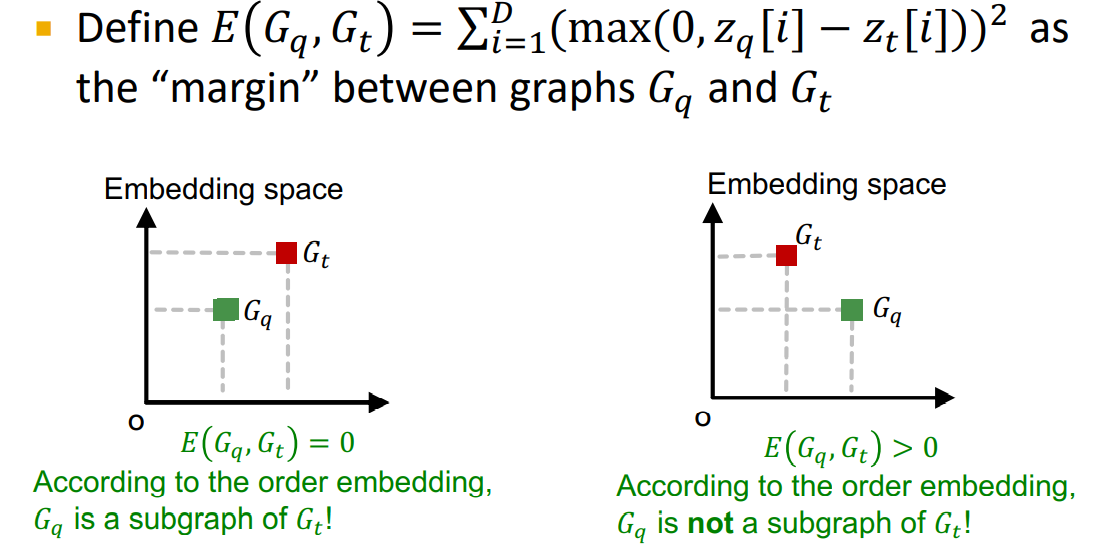 ▪ Define E(G_q, G_t) = ∑_{i=1}^{D}(max(0, z_q[i] − z_t[i]))² as
the “margin” between graphs G_q and G_t
Embedding space
G_t
G_q
O
E(G_q, G_t) = 0
According to the order embedding,
G_q is a subgraph of G_t!
Embedding space
G_t
G_q
O
E(G_q, G_t) > 0
According to the order embedding,
G_q is not a subgraph of G_t!